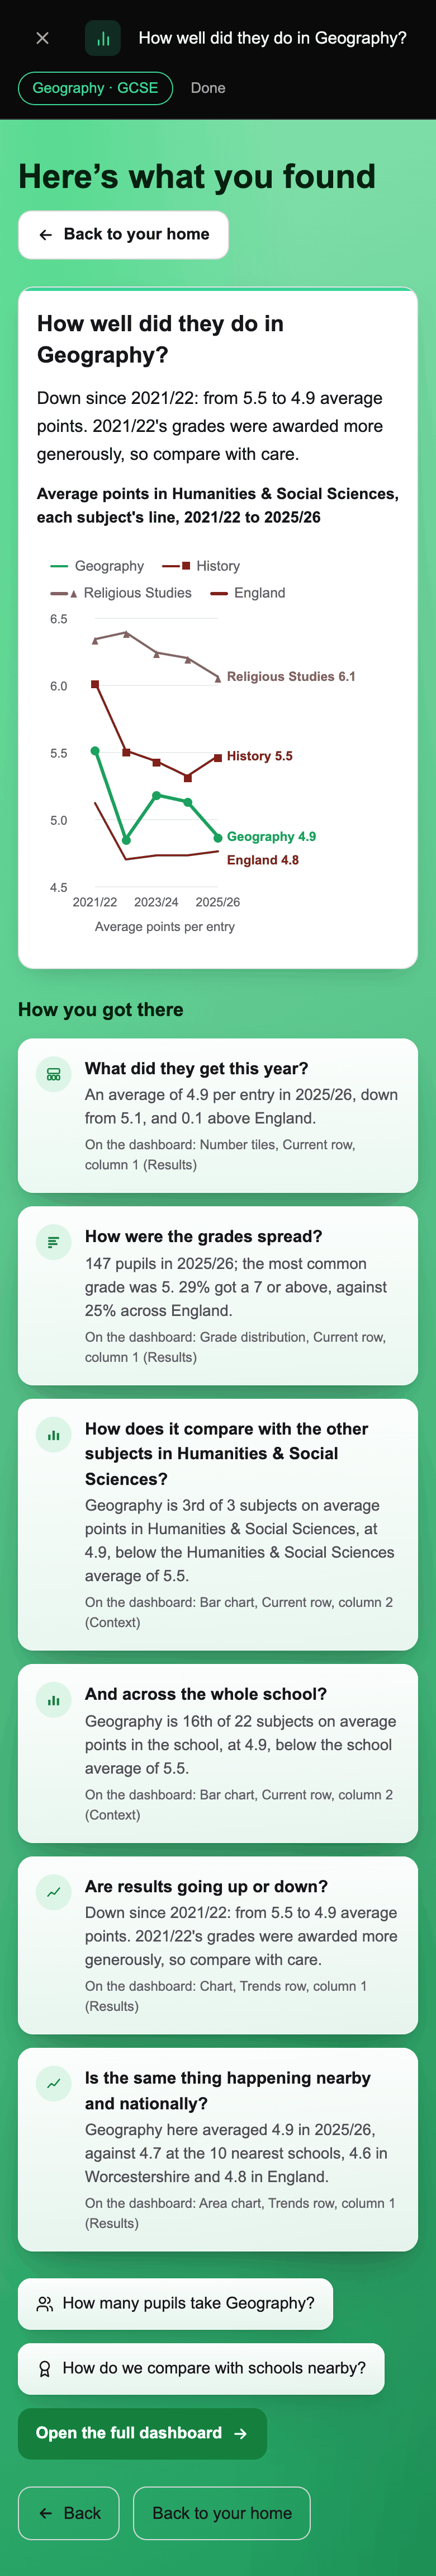 How well did they do in Geography?
Geography · GCSE
Done
Here’s what you found
Back to your home
How well did they do in
Geography?
Down since 2021/22: from 5.5 to 4.9 average
points. 2021/22's grades were awarded more
generously, so compare with care.
Average points in Humanities & Social Sciences,
each subject's line, 2021/22 to 2025/26
Geography
History
Religious Studies
England
6.5
6.0
5.5
5.0
4.5
Religious Studies 6.1
History 5.5
Geography 4.9
England 4.8
2021/22
2023/24
2025/26
Average points per entry
How you got there
What did they get this year?
An average of 4.9 per entry in 2025/26, down
from 5.1, and 0.1 above England.
On the dashboard: Number tiles, Current row,
column 1 (Results)
How were the grades spread?
147 pupils in 2025/26; the most common
grade was 5. 29% got a 7 or above, against
25% across England.
On the dashboard: Grade distribution, Current row,
column 1 (Results)
How does it compare with the other
subjects in Humanities & Social
Sciences?
Geography is 3rd of 3 subjects on average
points in Humanities & Social Sciences, at
4.9, below the Humanities & Social Sciences
average of 5.5.
On the dashboard: Bar chart, Current row, column 2
(Context)
And across the whole school?
Geography is 16th of 22 subjects on average
points in the school, at 4.9, below the school
average of 5.5.
On the dashboard: Bar chart, Current row, column 2
(Context)
Are results going up or down?
Down since 2021/22: from 5.5 to 4.9 average
points. 2021/22's grades were awarded more
generously, so compare with care.
On the dashboard: Chart, Trends row, column 1
(Results)
Is the same thing happening nearby
and nationally?
Geography here averaged 4.9 in 2025/26,
against 4.7 at the 10 nearest schools, 4.6 in
Worcestershire and 4.8 in England.
On the dashboard: Area chart, Trends row, column 1
(Results)
How many pupils take Geography?
How do we compare with schools nearby?
Open the full dashboard
Back
Back to your home